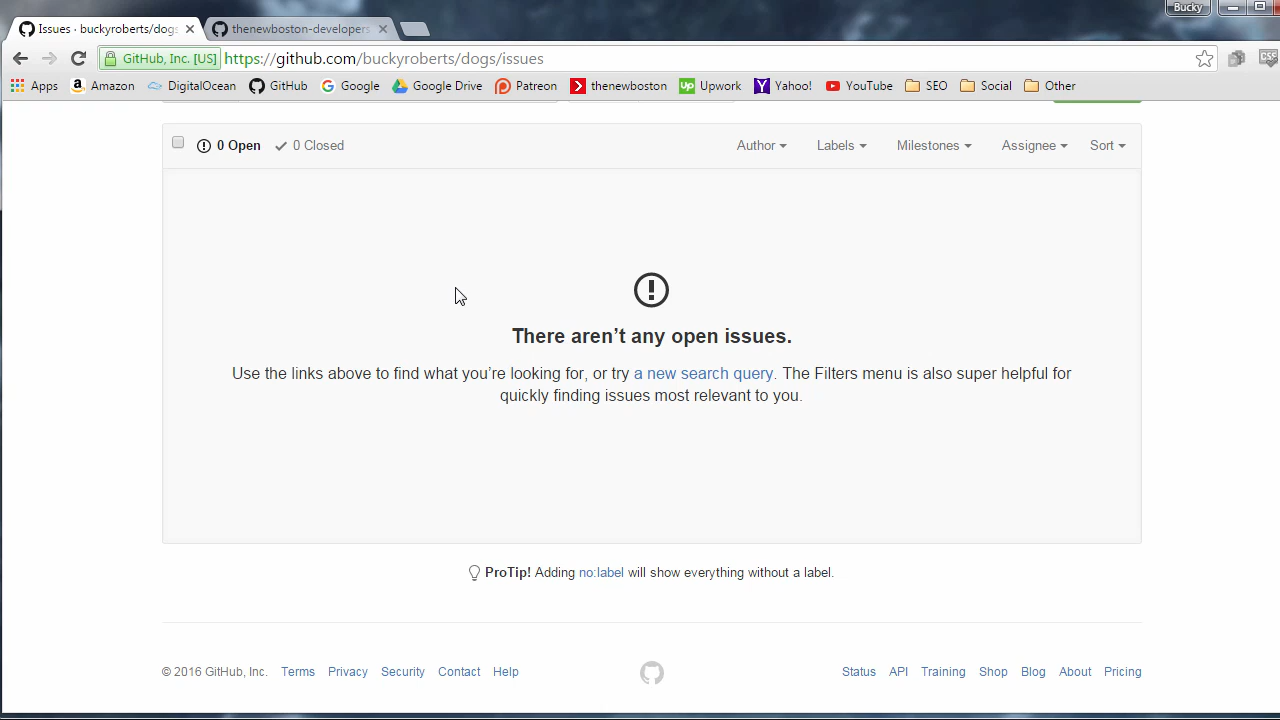 Bucky
Issues · buckyroberts/dogs
thenewboston-developers
GitHub, Inc. [US] https://github.com/buckyroberts/dogs/issues
CSS
Apps Amazon DigitalOcean GitHub Google Google Drive Patreon thenewboston Upwork Yahoo! YouTube SEO Social Other
0 Open 0 Closed Author Labels Milestones Assignee Sort
There aren’t any open issues.
Use the links above to find what you’re looking for, or try a new search query. The Filters menu is also super helpful for
quickly finding issues most relevant to you.
ProTip! Adding no:label will show everything without a label.
© 2016 GitHub, Inc. Terms Privacy Security Contact Help Status API Training Shop Blog About Pricing